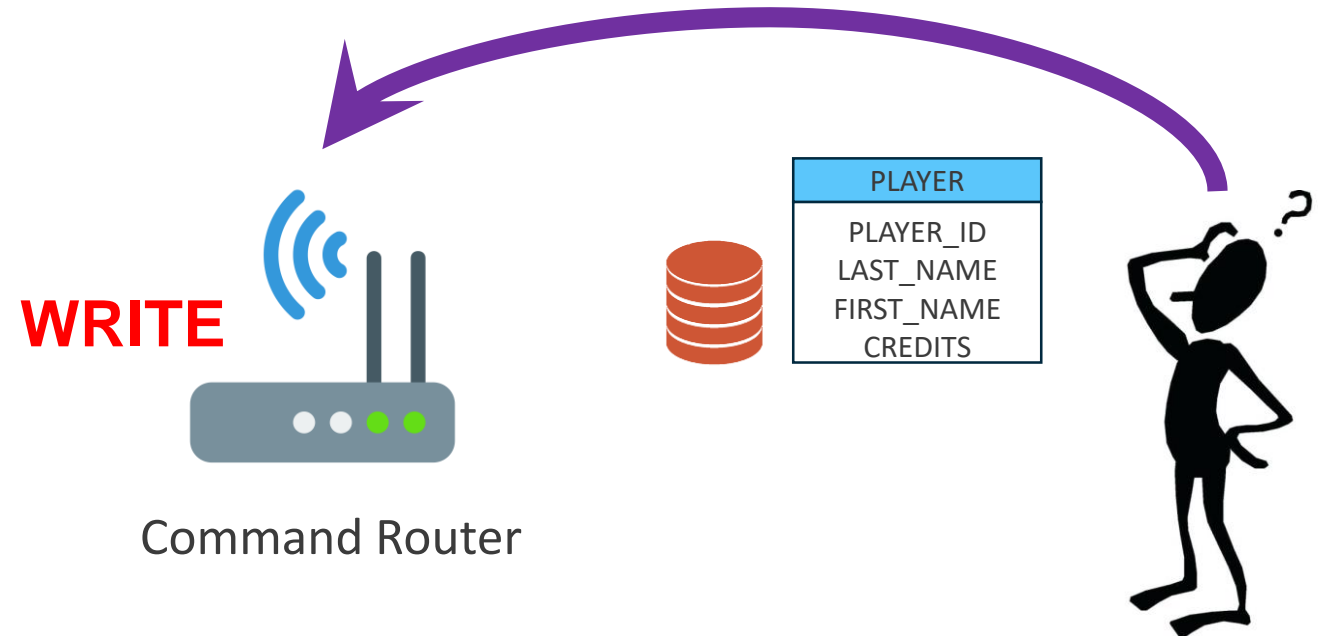 PLAYER
PLAYER_ID
LAST_NAME
FIRST_NAME
CREDITS
WRITE
Command Router
?